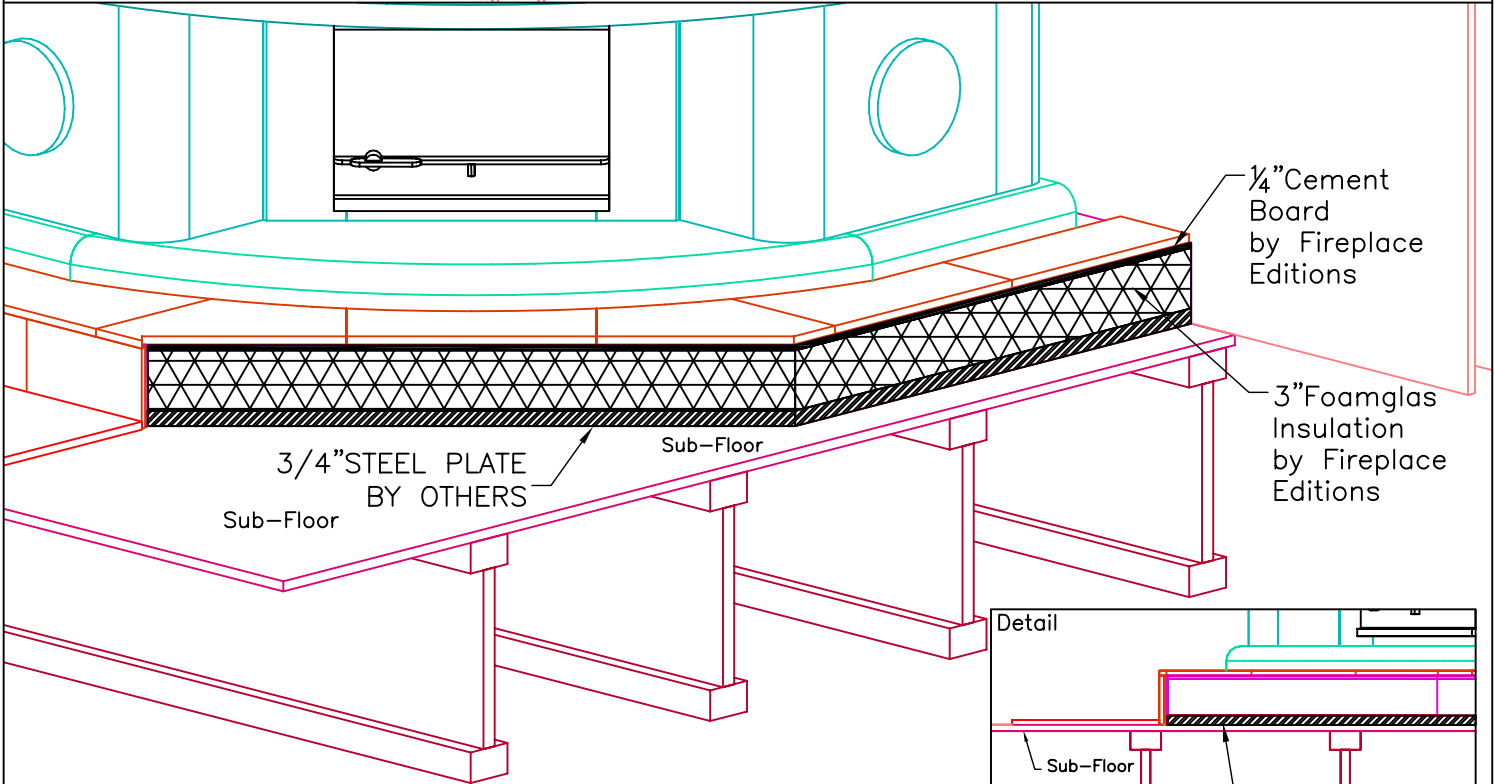 ¼"Cement
Board
by Fireplace
Editions
3"Foamglas
Insulation
by Fireplace
Editions
Sub-Floor
3/4"STEEL PLATE
BY OTHERS
Sub-Floor
Detail
Sub-Floor